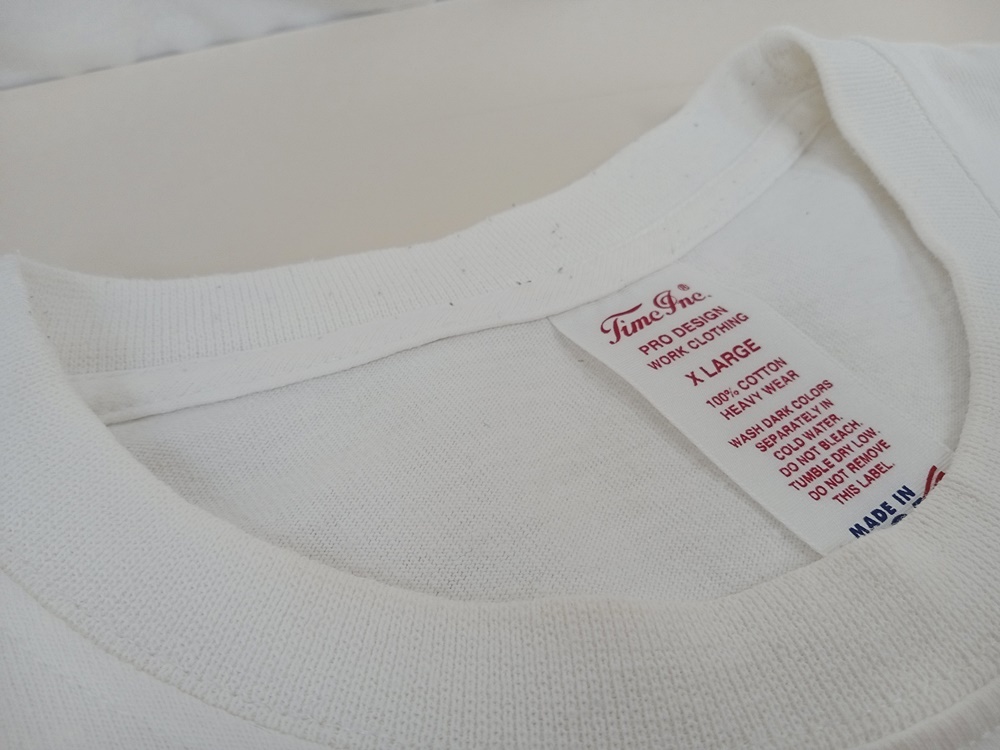 Time Inc.®
PRO DESIGN
WORK CLOTHING
X LARGE
100% COTTON
HEAVY WEAR
WASH DARK COLORS
SEPARATELY IN
COLD WATER.
DO NOT BLEACH.
TUMBLE DRY LOW.
DO NOT REMOVE
THIS LABEL.
MADE IN